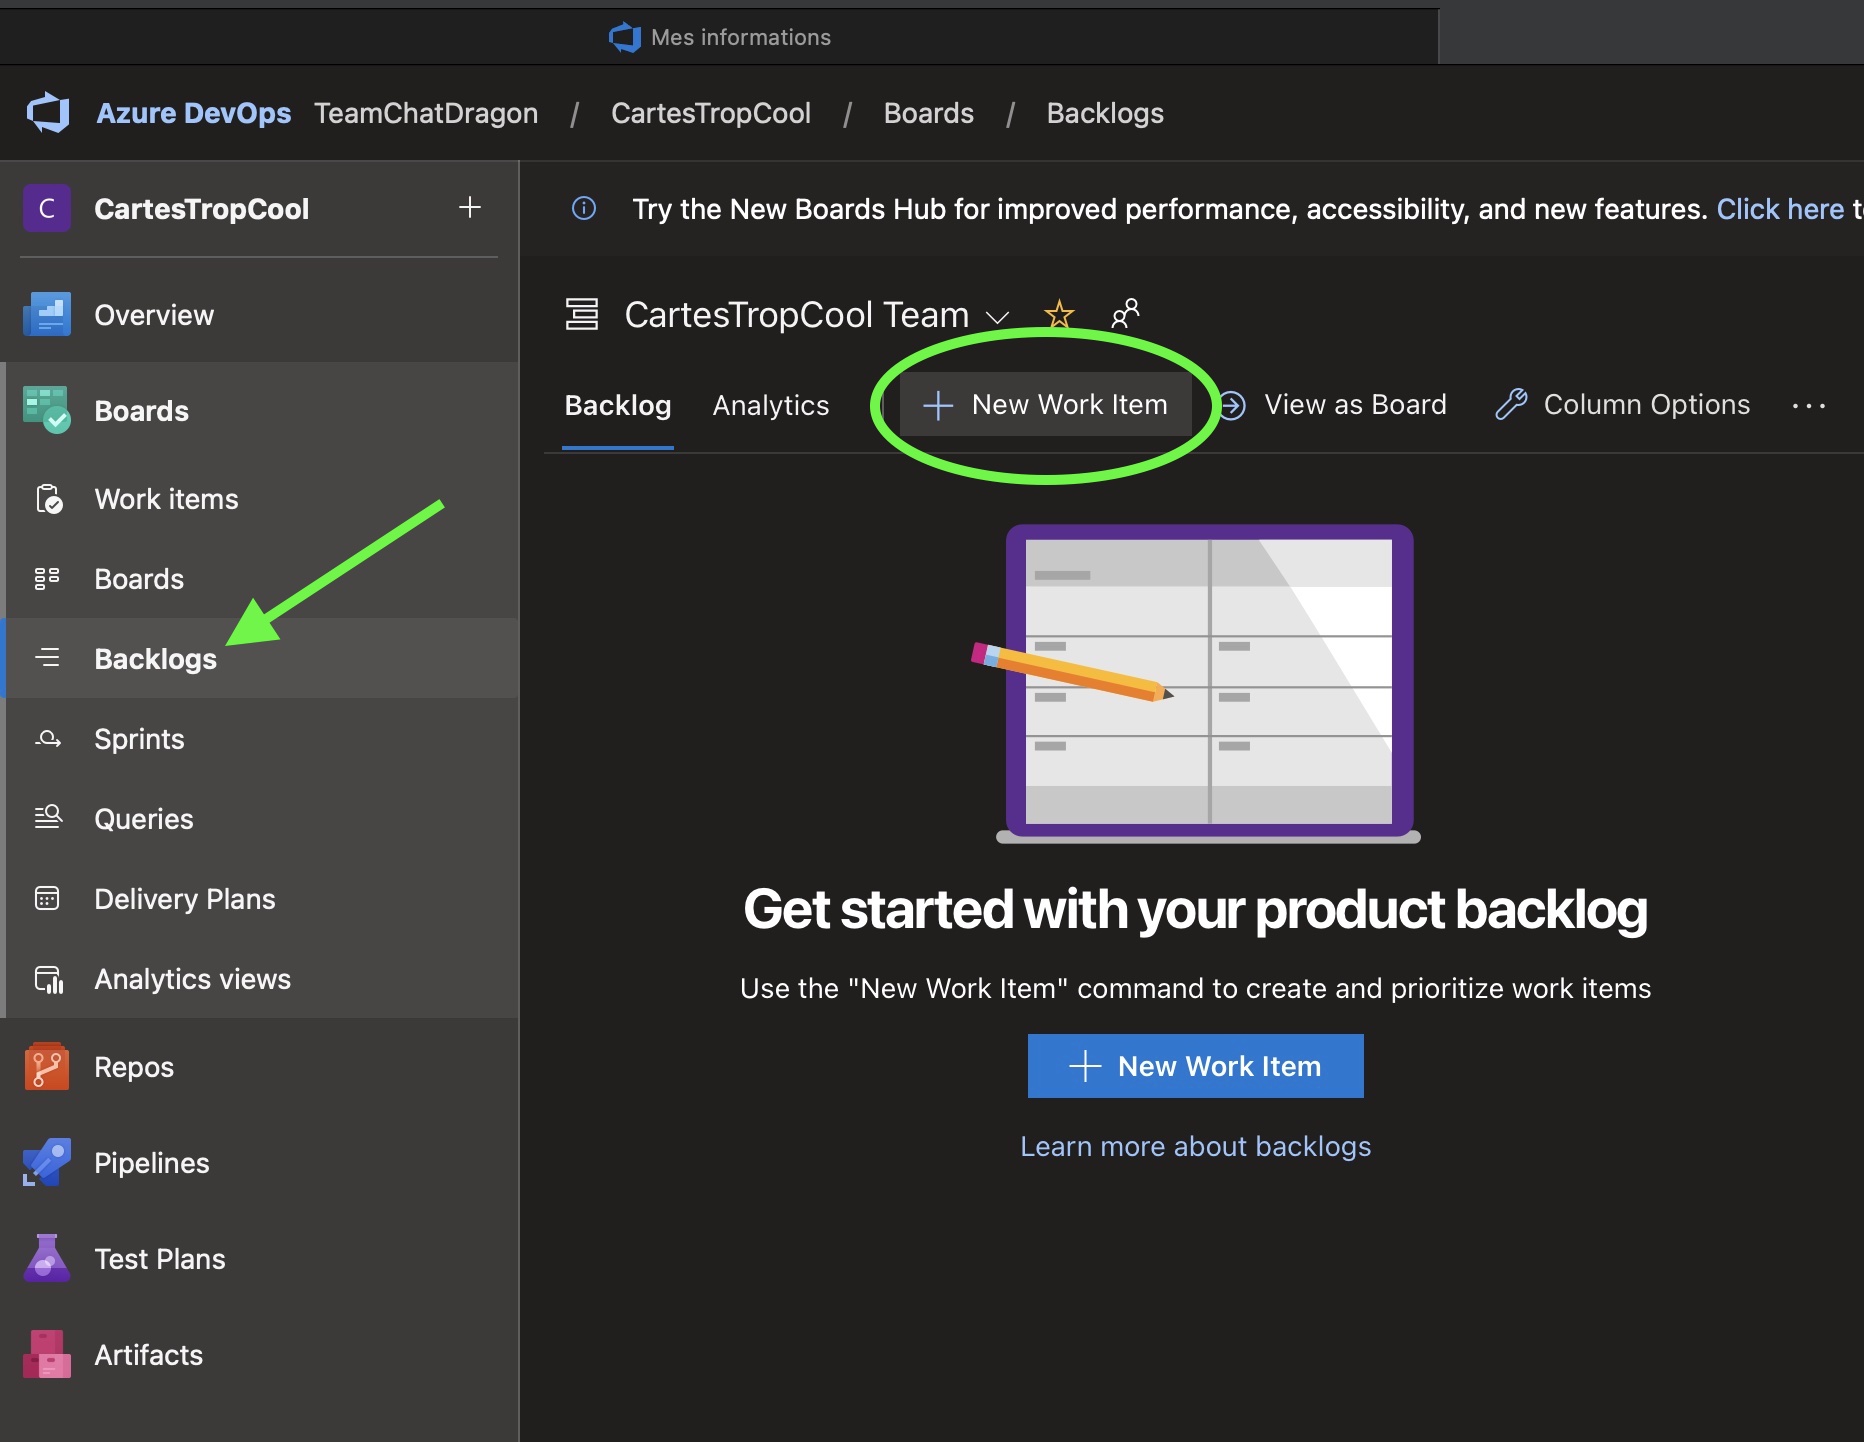 Mes informations
Azure DevOps TeamChatDragon / CartesTropCool / Boards / Backlogs
C CartesTropCool
Try the New Boards Hub for improved performance, accessibility, and new features. Click here
Overview
CartesTropCool Team
Boards
Backlog Analytics New Work Item View as Board Column Options
Work items
Boards
Backlogs
Sprints
Queries
Delivery Plans
Analytics views
Repos
Pipelines
Test Plans
Artifacts
Get started with your product backlog
Use the "New Work Item" command to create and prioritize work items
New Work Item
Learn more about backlogs